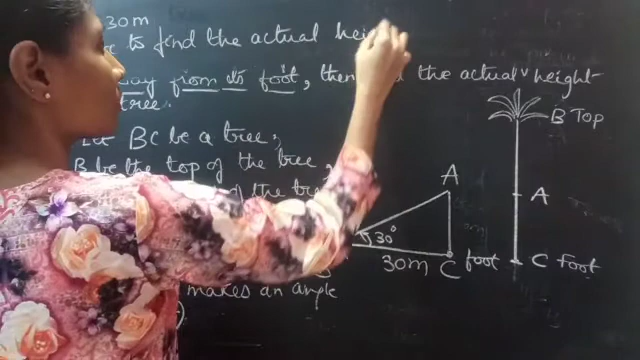 30m
to find the actual hei
from its foot, then the actual height
tree.
Let BC be a tree,
B be the top of the tree,
of the tree
makes an angle
A
30°
30m C foot
B Top
A
C Foot